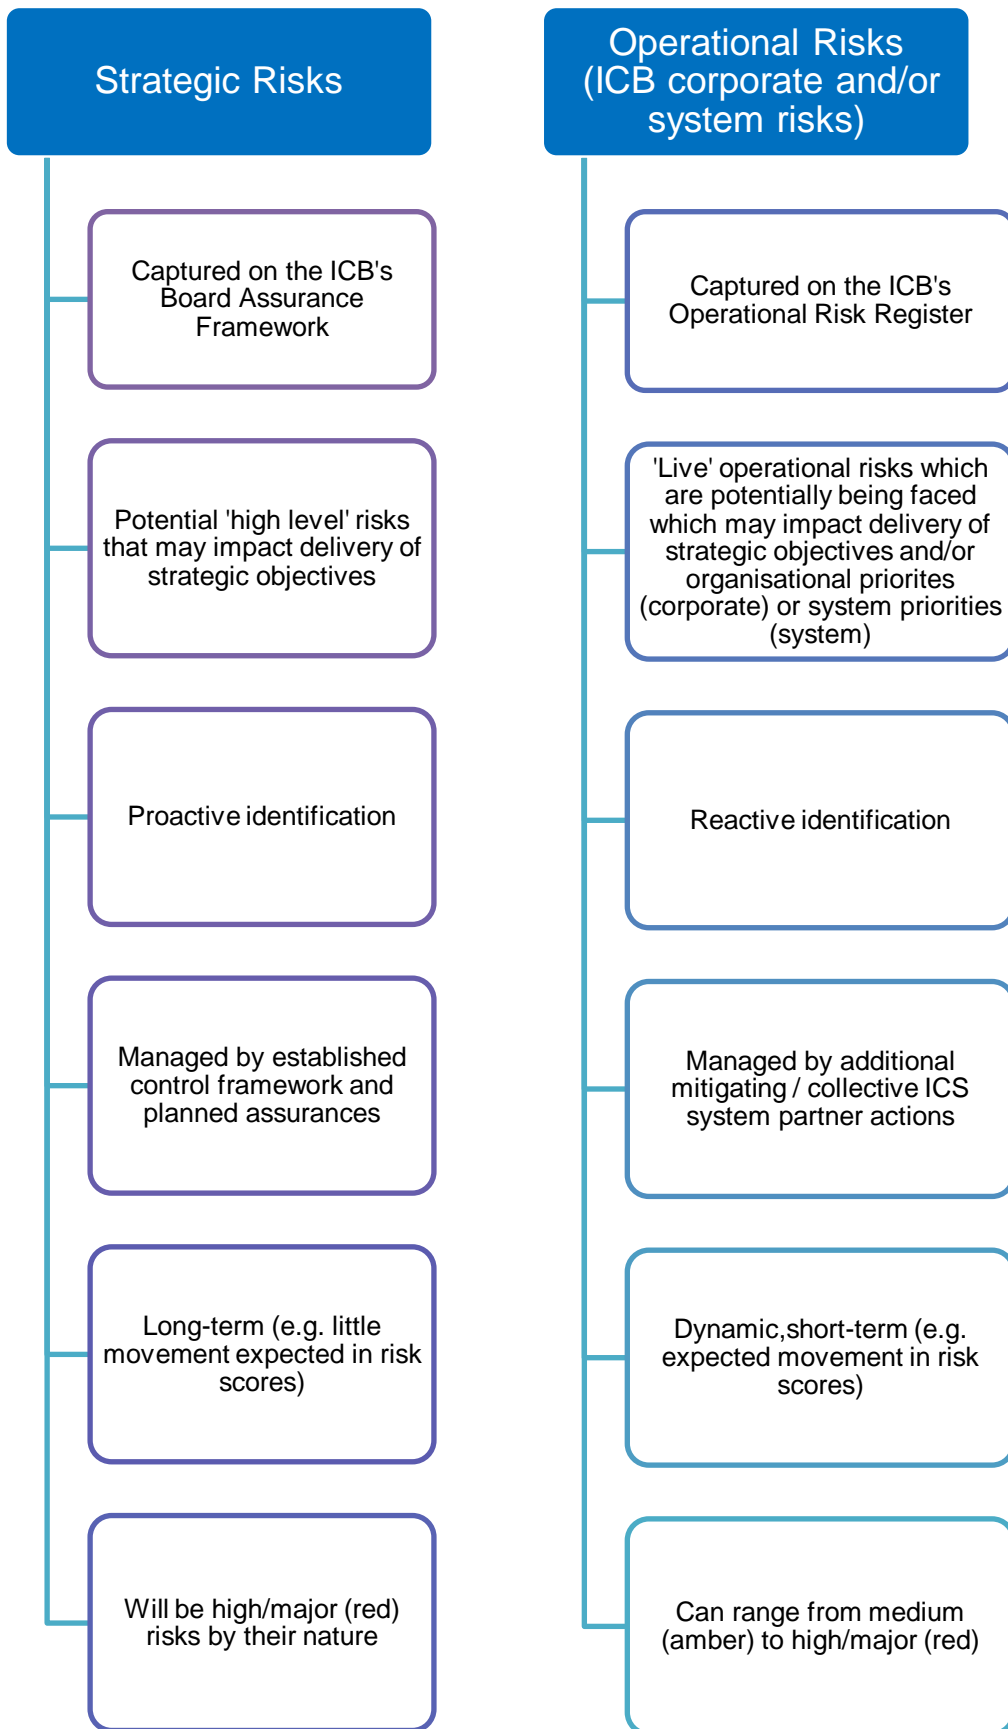 Strategic Risks
Captured on the ICB's
Board Assurance
Framework
Potential 'high level' risks
that may impact delivery of
strategic objectives
Proactive identification
Managed by established
control framework and
planned assurances
Long-term (e.g. little
movement expected in risk
scores)
Will be high/major (red)
risks by their nature
Operational Risks
(ICB corporate and/or
system risks)
Captured on the ICB's
Operational Risk Register
'Live' operational risks which
are potentially being faced
which may impact delivery of
strategic objectives and/or
organisational priorites
(corporate) or system priorities
(system)
Reactive identification
Managed by additional
mitigating / collective ICS
system partner actions
Dynamic,short-term (e.g.
expected movement in risk
scores)
Can range from medium
(amber) to high/major (red)